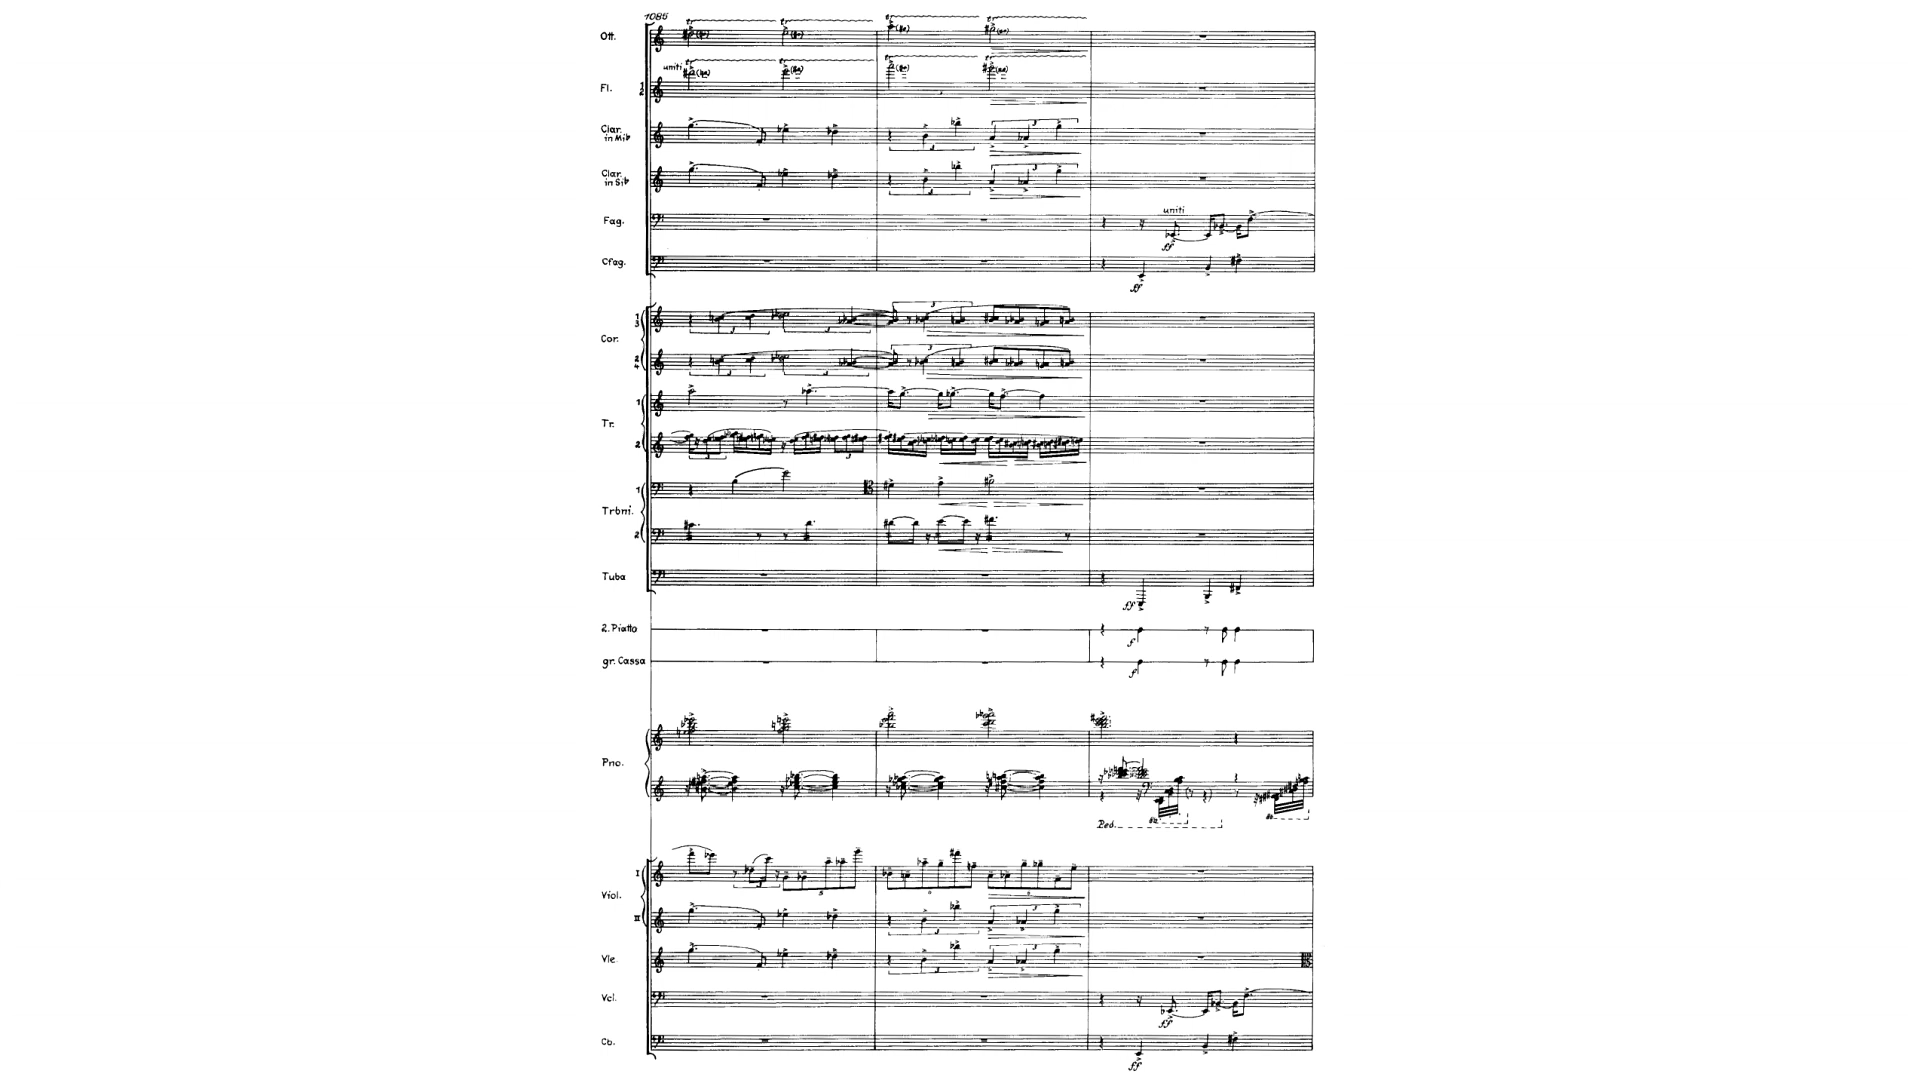 1085
Ott.
uniti
Fl. 1 2
Clar. in Mib
Clar. in Sib
uniti
Fag.
ff
Cfag.
ff
1 3
Cor.
2 4
1
Tr.
2
1
Trbni.
2
Tuba
ff
2. Piatto
f
gr. Cassa
f
Pno.
Ped.
I
Viol.
II
Vle.
Vcl.
ff
Cb.
ff